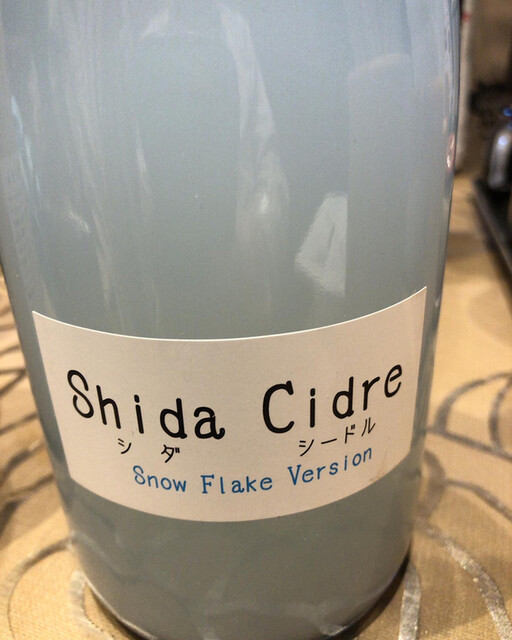 Shida Cidre
シダ シードル
Snow Flake Version